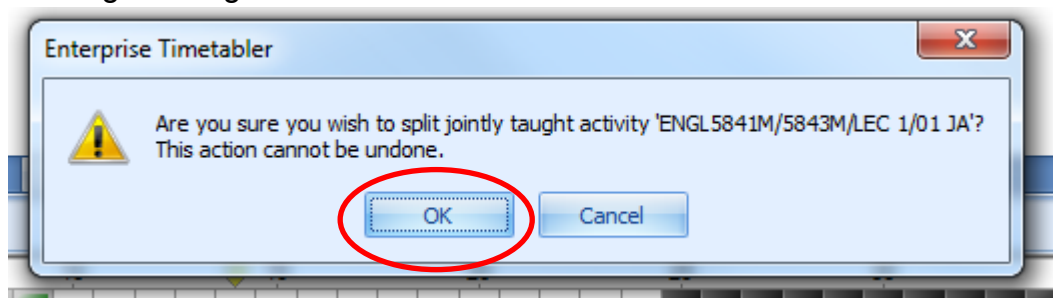 Enterprise Timetabler
Are you sure you wish to split jointly taught activity 'ENGL5841M/5843M/LEC 1/01 JA'?
This action cannot be undone.
OK Cancel